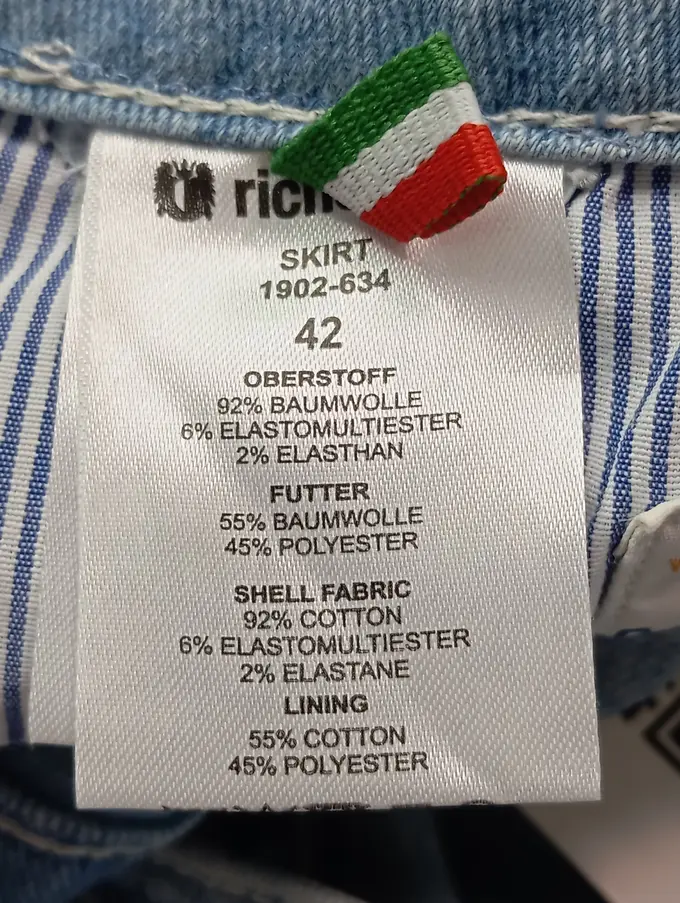 SKIRT
1902-634
42
OBERSTOFF
92% BAUMWOLLE
6% ELASTOMULTIESTER
2% ELASTHAN
FUTTER
55% BAUMWOLLE
45% POLYESTER
SHELL FABRIC
92% COTTON
6% ELASTOMULTIESTER
2% ELASTANE
LINING
55% COTTON
45% POLYESTER